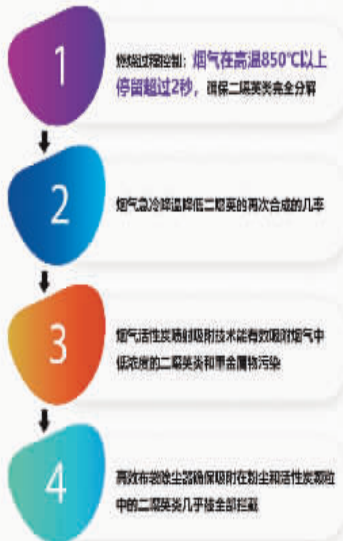 1
燃烧过程控制：烟气在高温850℃以上
停留超过2秒，确保二噁英类完全分解
2
烟气急冷降温降低二噁英的再次合成的几率
3
烟气活性炭喷射吸附技术能有效吸附烟气中
低浓度的二噁英类和重金属物污染
4
高效布袋除尘器确保吸附在粉尘和活性炭颗粒
中的二噁英类几乎被全部拦截